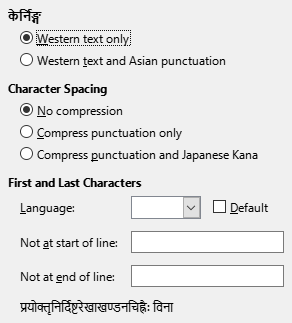 केर्निङ्ग
Western text only
Western text and Asian punctuation
Character Spacing
No compression
Compress punctuation only
Compress punctuation and Japanese Kana
First and Last Characters
Language:
Default
Not at start of line:
Not at end of line:
प्रयोक्तृनिर्दिष्टरेखाखण्डनचिह्नैः विना